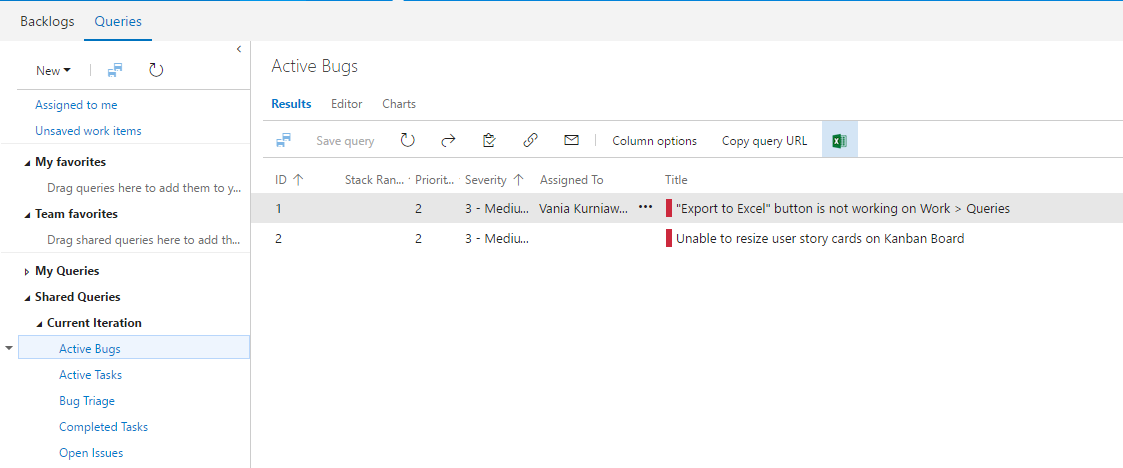 Backlogs Queries
New
Assigned to me
Unsaved work items
My favorites
Drag queries here to add them to y...
Team favorites
Drag shared queries here to add th...
My Queries
Shared Queries
Current Iteration
Active Bugs
Active Tasks
Bug Triage
Completed Tasks
Open Issues
Active Bugs
Results Editor Charts
Save query Column options Copy query URL
ID Stack Ran... Priorit... Severity Assigned To Title
1 2 3 - Mediu... Vania Kurniaw... ... "Export to Excel" button is not working on Work > Queries
2 2 3 - Mediu... Unable to resize user story cards on Kanban Board